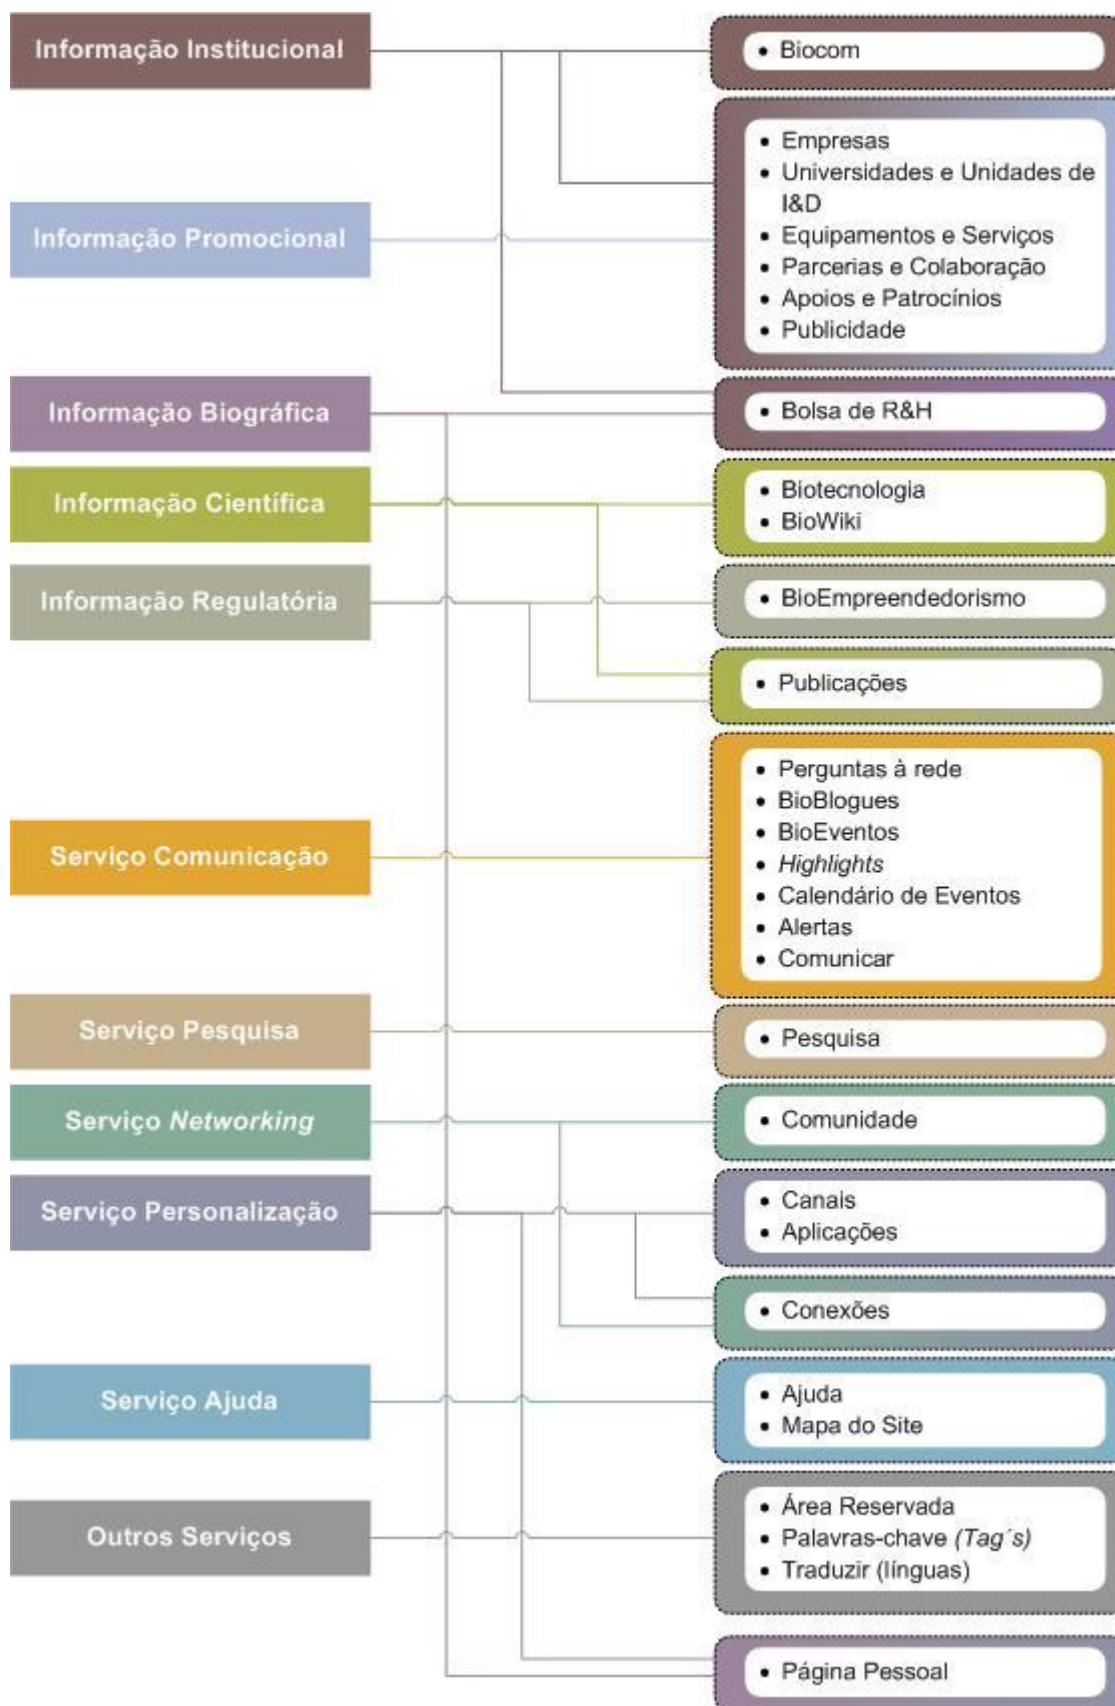 Informação Institucional
• Biocom
• Empresas
• Universidades e Unidades de
I&D
Informação Promocional
• Equipamentos e Serviços
• Parcerias e Colaboração
• Apoios e Patrocínios
• Publicidade
Informação Biográfica
• Bolsa de R&H
Informação Científica
• Biotecnologia
• BioWiki
Informação Regulatória
• BioEmpreendedorismo
• Publicações
• Perguntas à rede
• BioBlogues
• BioEventos
Serviço Comunicação
• Highlights
• Calendário de Eventos
• Alertas
• Comunicar
Serviço Pesquisa
• Pesquisa
Serviço Networking
• Comunidade
Serviço Personalização
• Canais
• Aplicações
• Conexões
Serviço Ajuda
• Ajuda
• Mapa do Site
Outros Serviços
• Área Reservada
• Palavras-chave (Tag´s)
• Traduzir (línguas)
• Página Pessoal